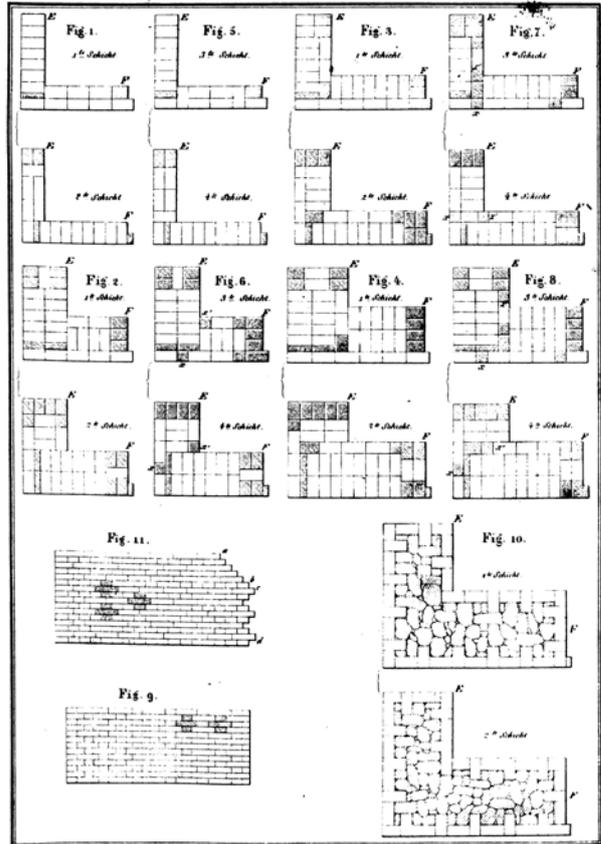 Fig. 1. E
1te Schicht
F
Fig. 5. E
3te Schicht.
F
Fig. 3. E
1te Schicht
F
Fig. 7. E
3te Schicht
F
x
E
2te Schicht
F
E
4te Schicht.
F
E
2te Schicht.
F
E
4te Schicht
x x' F
Fig. 2. E
1te Schicht.
F
Fig. 6. E
3te Schicht.
x' F
x
Fig. 4. E
1te Schicht
F
Fig. 8. E
3te Schicht.
x' F
x
E
2te Schicht.
F
E
4te Schicht.
x x' F
E
2te Schicht
F
E
4te Schicht.
x x' F
Fig. 11.
a
b
c
d
Fig. 10. E
1te Schicht
F
Fig. 9.
E
2te Schicht
F